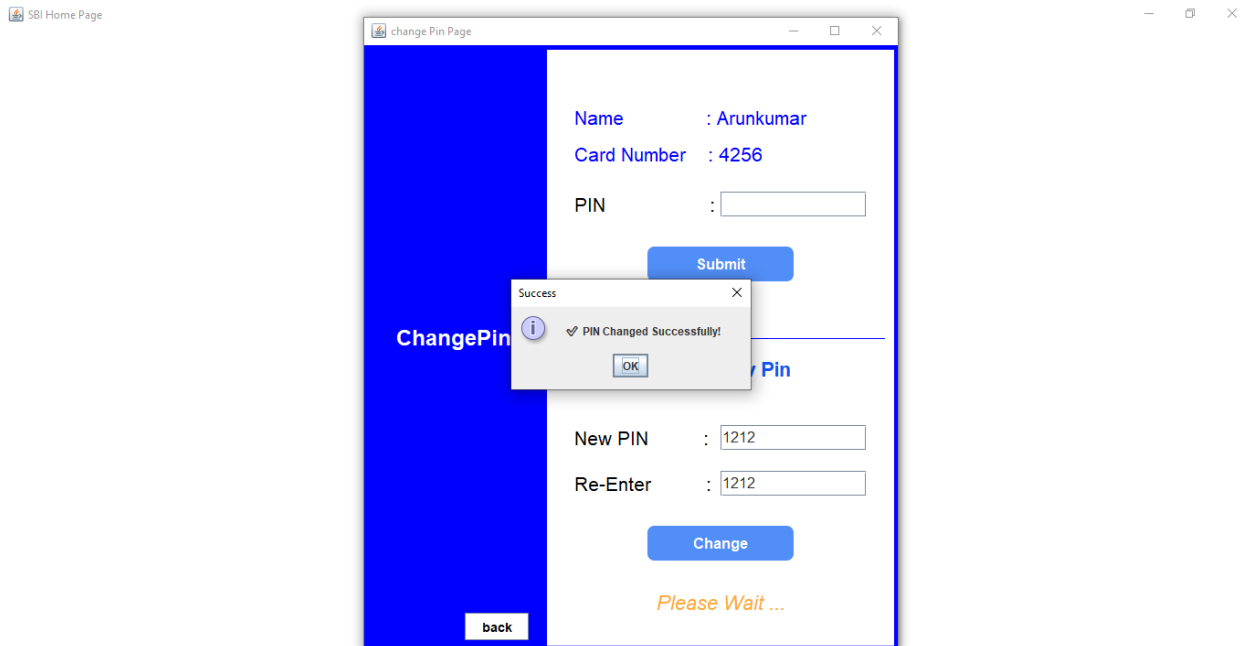 SBI Home Page
change Pin Page
Name : Arunkumar
Card Number : 4256
PIN :
Submit
Success
✔ PIN Changed Successfully!
OK
ChangePin
Pin
New PIN : 1212
Re-Enter : 1212
Change
Please Wait ...
back